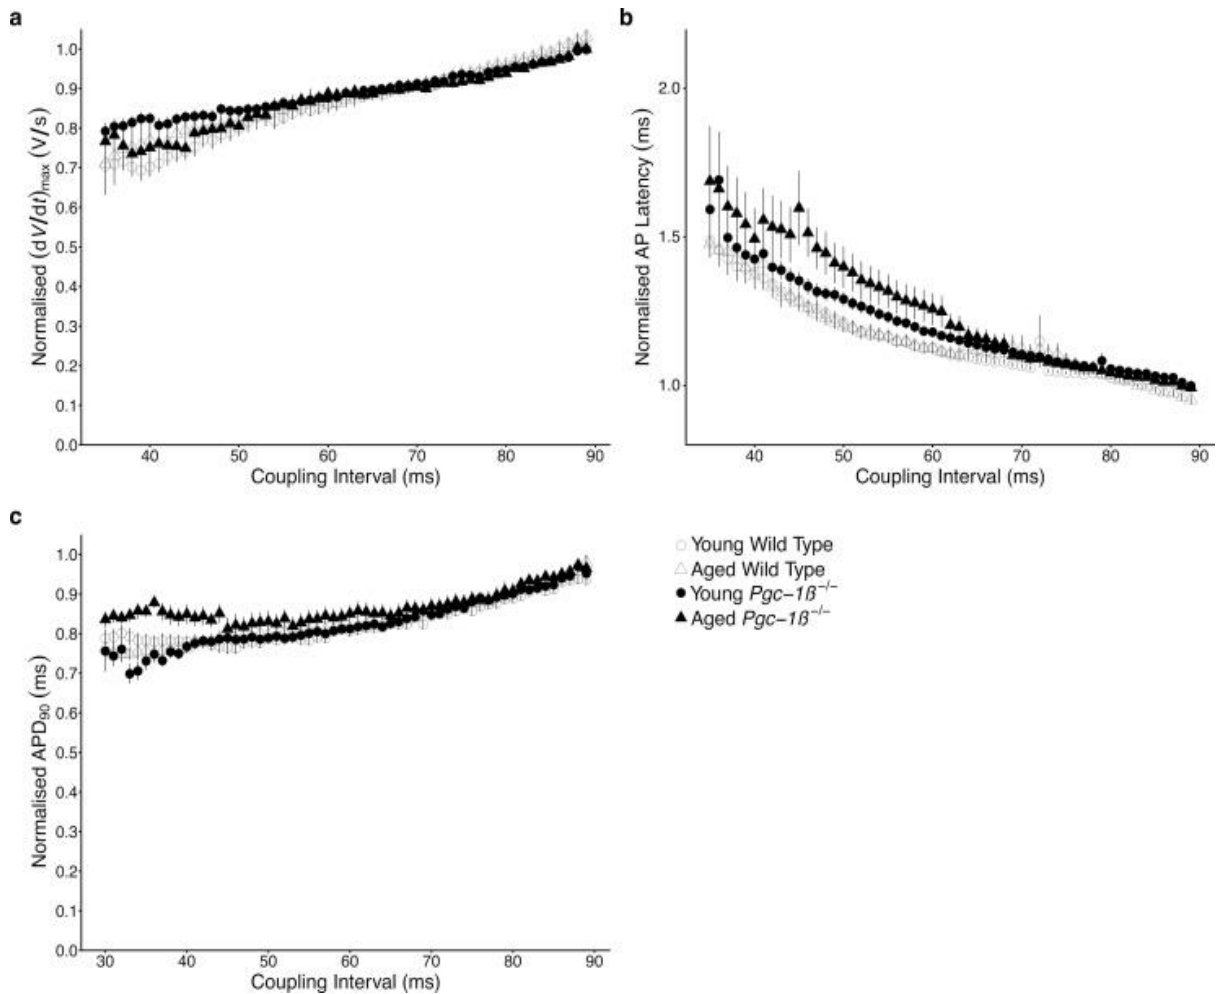 a
Normalised (dV/dt)max (V/s)
1.0
0.9
0.8
0.7
0.6
0.5
0.4
0.3
0.2
0.1
0.0
40 50 60 70 80 90
Coupling Interval (ms)
b
Normalised AP Latency (ms)
2.0
1.5
1.0
40 50 60 70 80 90
Coupling Interval (ms)
c
Normalised APD90 (ms)
1.0
0.9
0.8
0.7
0.6
0.5
0.4
0.3
0.2
0.1
0.0
30 40 50 60 70 80 90
Coupling Interval (ms)
Young Wild Type
Aged Wild Type
Young Pgc−1ß−/−
Aged Pgc−1ß−/−